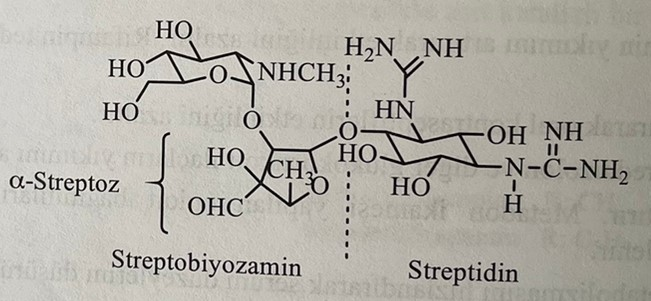 HO
H₂N NH
HO O NHCH₃
HO HN
O O OH NH
HO CH₃ HO N–C–NH₂
α-Streptoz O HO H
OHC
Streptobiyozamin Streptidin